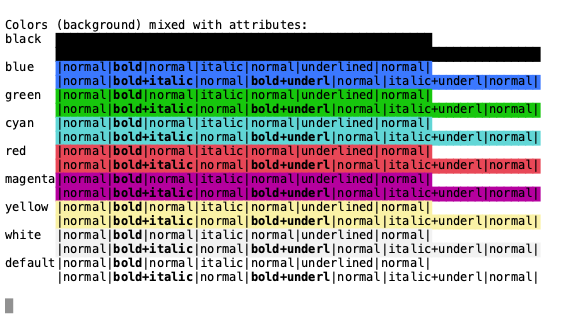 Colors (background) mixed with attributes:
black
blue |normal|bold|normal|italic|normal|underlined|normal|
|normal|bold+italic|normal|bold+underl|normal|italic+underl|normal|
green |normal|bold|normal|italic|normal|underlined|normal|
|normal|bold+italic|normal|bold+underl|normal|italic+underl|normal|
cyan |normal|bold|normal|italic|normal|underlined|normal|
|normal|bold+italic|normal|bold+underl|normal|italic+underl|normal|
red |normal|bold|normal|italic|normal|underlined|normal|
|normal|bold+italic|normal|bold+underl|normal|italic+underl|normal|
magenta|normal|bold|normal|italic|normal|underlined|normal|
|normal|bold+italic|normal|bold+underl|normal|italic+underl|normal|
yellow |normal|bold|normal|italic|normal|underlined|normal|
|normal|bold+italic|normal|bold+underl|normal|italic+underl|normal|
white |normal|bold|normal|italic|normal|underlined|normal|
|normal|bold+italic|normal|bold+underl|normal|italic+underl|normal|
default|normal|bold|normal|italic|normal|underlined|normal|
|normal|bold+italic|normal|bold+underl|normal|italic+underl|normal|